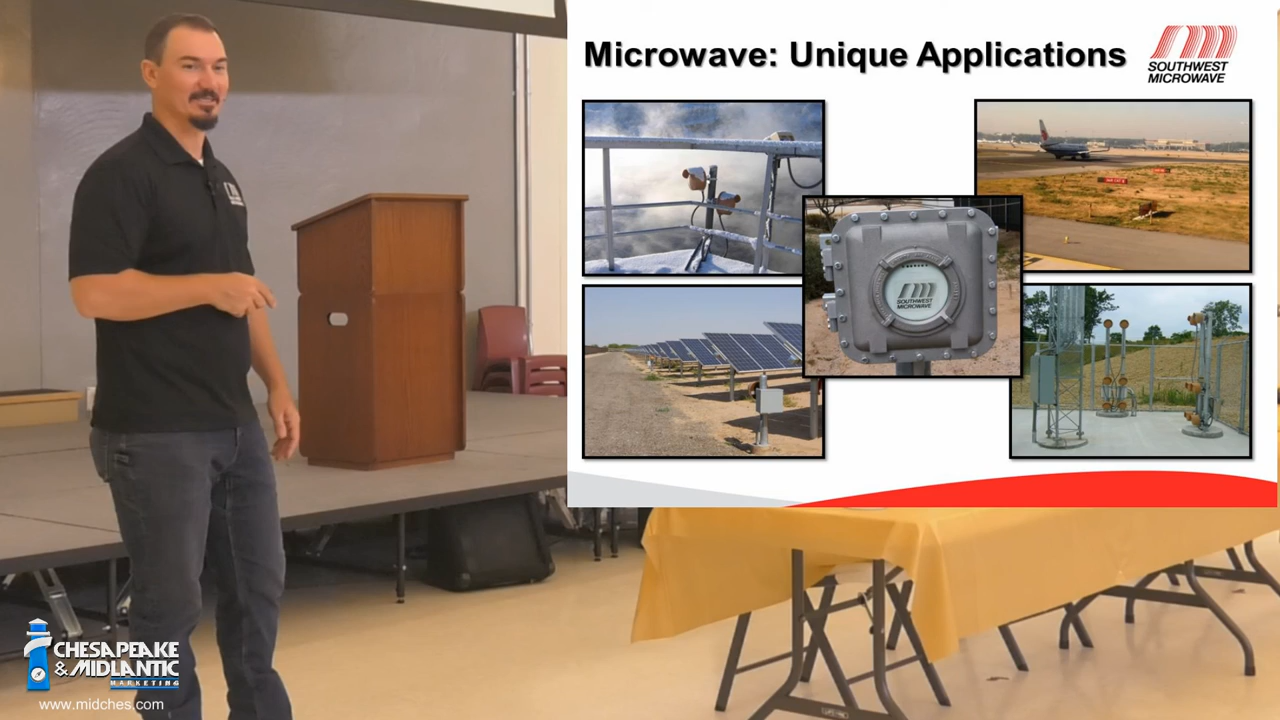 Microwave: Unique Applications
SOUTHWEST
MICROWAVE
SOUTHWEST
MICROWAVE
CHESAPEAKE
& MIDLANTIC
MARKETING
www.midches.com